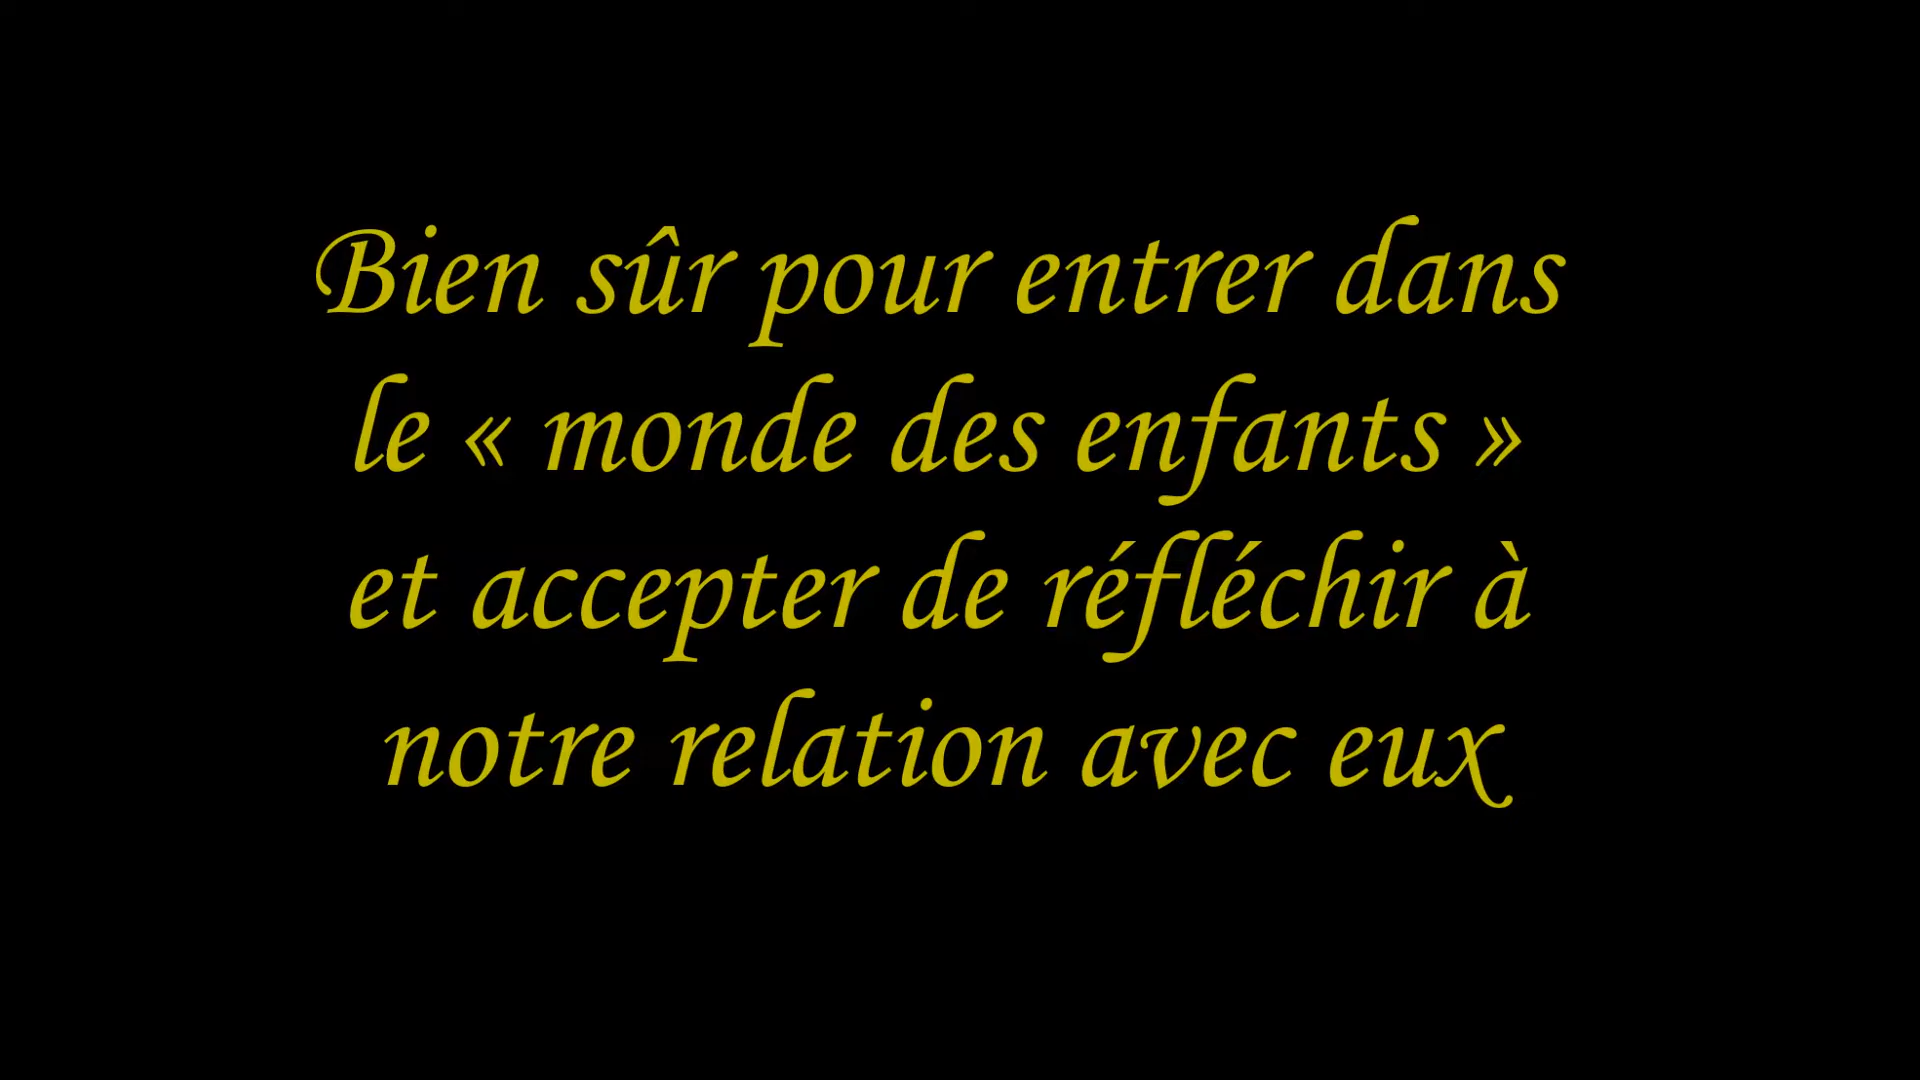 Bien sûr pour entrer dans
le « monde des enfants »
et accepter de réfléchir à
notre relation avec eux